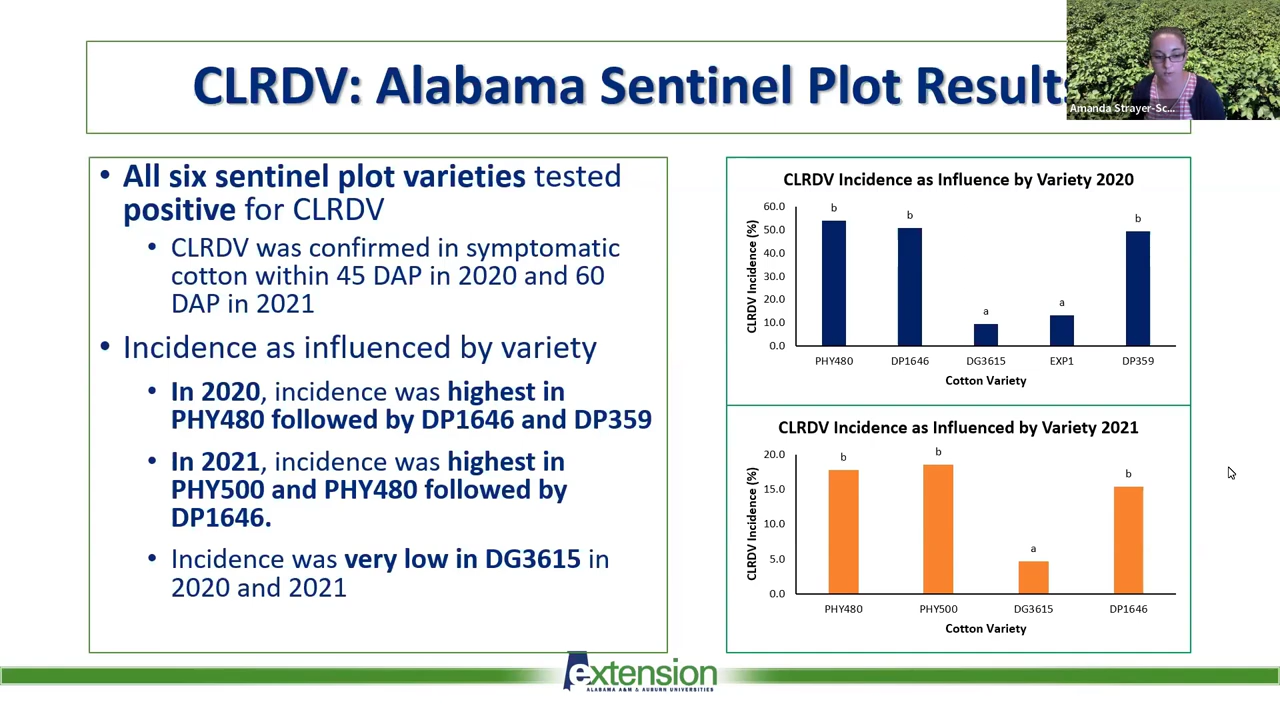 CLRDV: Alabama Sentinel Plot Results
Amanda Strayer-Sc...
• All six sentinel plot varieties tested
positive for CLRDV
• CLRDV was confirmed in symptomatic
cotton within 45 DAP in 2020 and 60
DAP in 2021
• Incidence as influenced by variety
• In 2020, incidence was highest in
PHY480 followed by DP1646 and DP359
• In 2021, incidence was highest in
PHY500 and PHY480 followed by
DP1646.
• Incidence was very low in DG3615 in
2020 and 2021
CLRDV Incidence as Influence by Variety 2020
CLRDV Incidence (%)
60.0
50.0
40.0
30.0
20.0
10.0
0.0
b b a a b
PHY480 DP1646 DG3615 EXP1 DP359
Cotton Variety
CLRDV Incidence as Influenced by Variety 2021
CLRDV Incidence (%)
20.0
15.0
10.0
5.0
0.0
b b a b
PHY480 PHY500 DG3615 DP1646
Cotton Variety
extension
ALABAMA A&M & AUBURN UNIVERSITIES